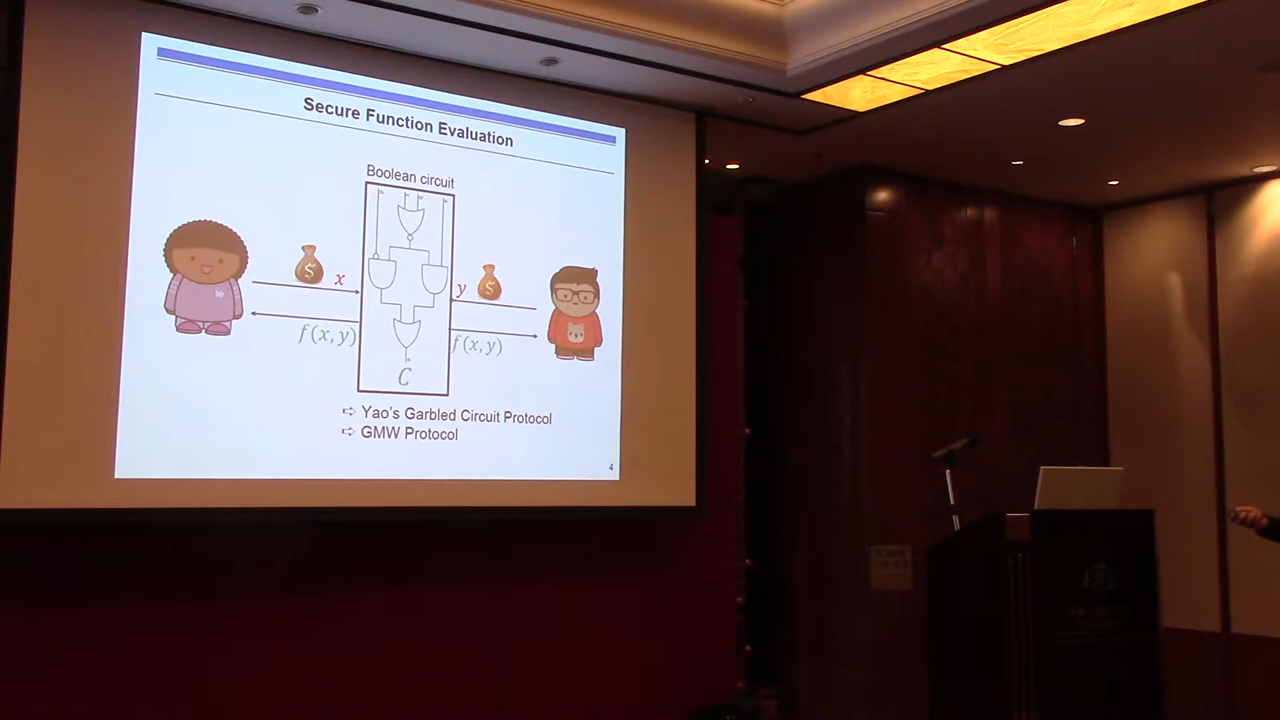 Secure Function Evaluation
Boolean circuit
$ x
y $
f(x,y)
f(x,y)
C
⇨ Yao's Garbled Circuit Protocol
⇨ GMW Protocol
4